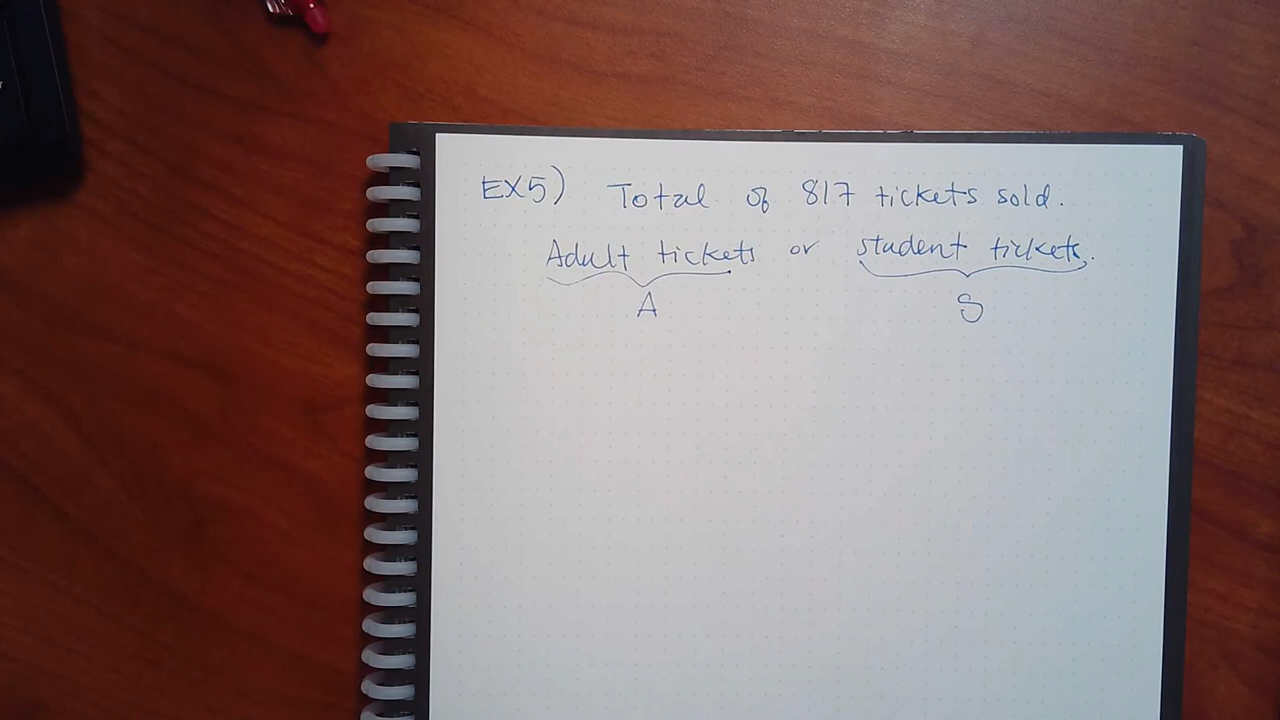 EX5) Total of 817 tickets sold.
Adult tickets or student tickets.
A S